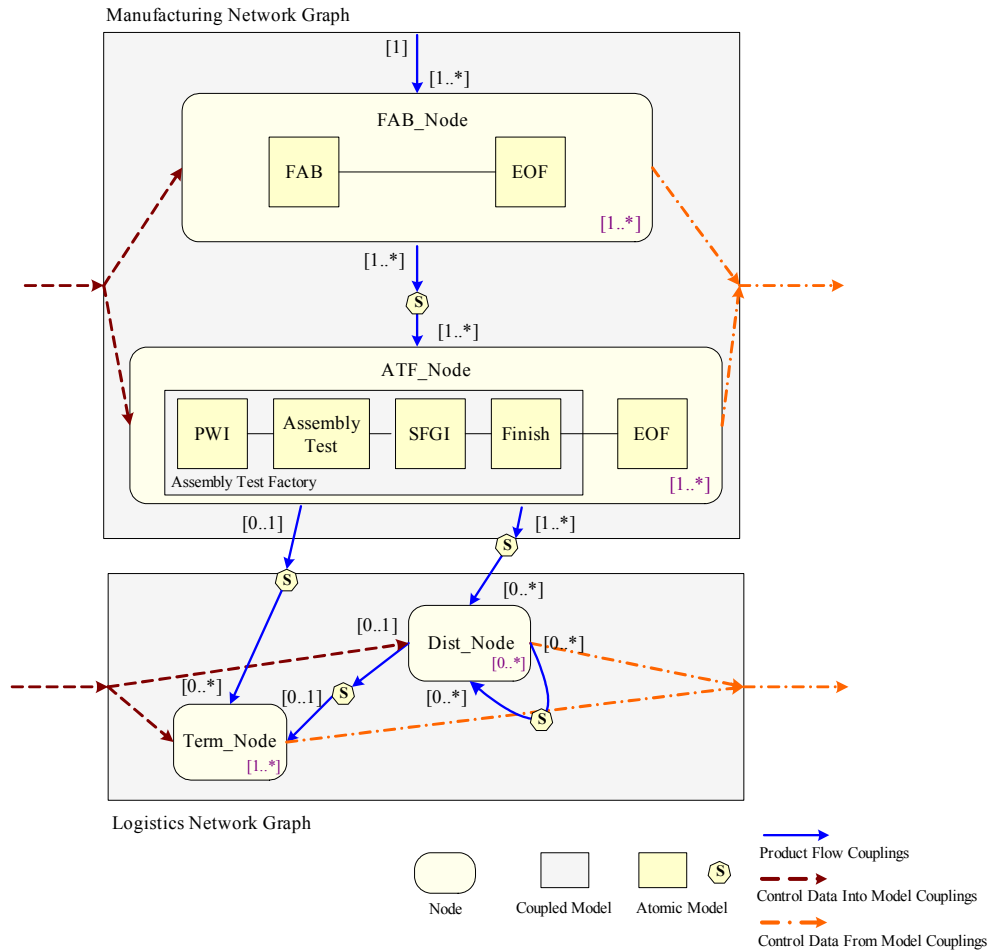 Manufacturing Network Graph
[1]
[1..*]
FAB_Node
FAB
EOF
[1..*]
[1..*]
S
[1..*]
ATF_Node
PWI
Assembly
Test
SFGI
Finish
EOF
Assembly Test Factory
[1..*]
[0..1]
[1..*]
S
S
[0..*]
[0..1]
Dist_Node
[0..*]
[0..*]
[0..*]
[0..1]
S
[0..*]
S
Term_Node
[1..*]
Logistics Network Graph
Node
Coupled Model
Atomic Model
S
Product Flow Couplings
Control Data Into Model Couplings
Control Data From Model Couplings